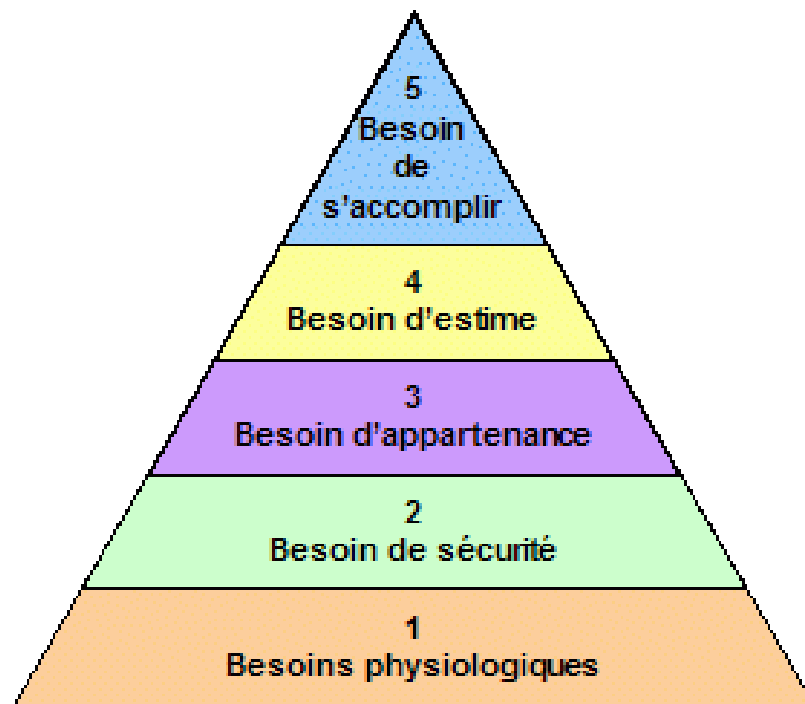 5
Besoin
de
s'accomplir
4
Besoin d'estime
3
Besoin d'appartenance
2
Besoin de sécurité
1
Besoins physiologiques